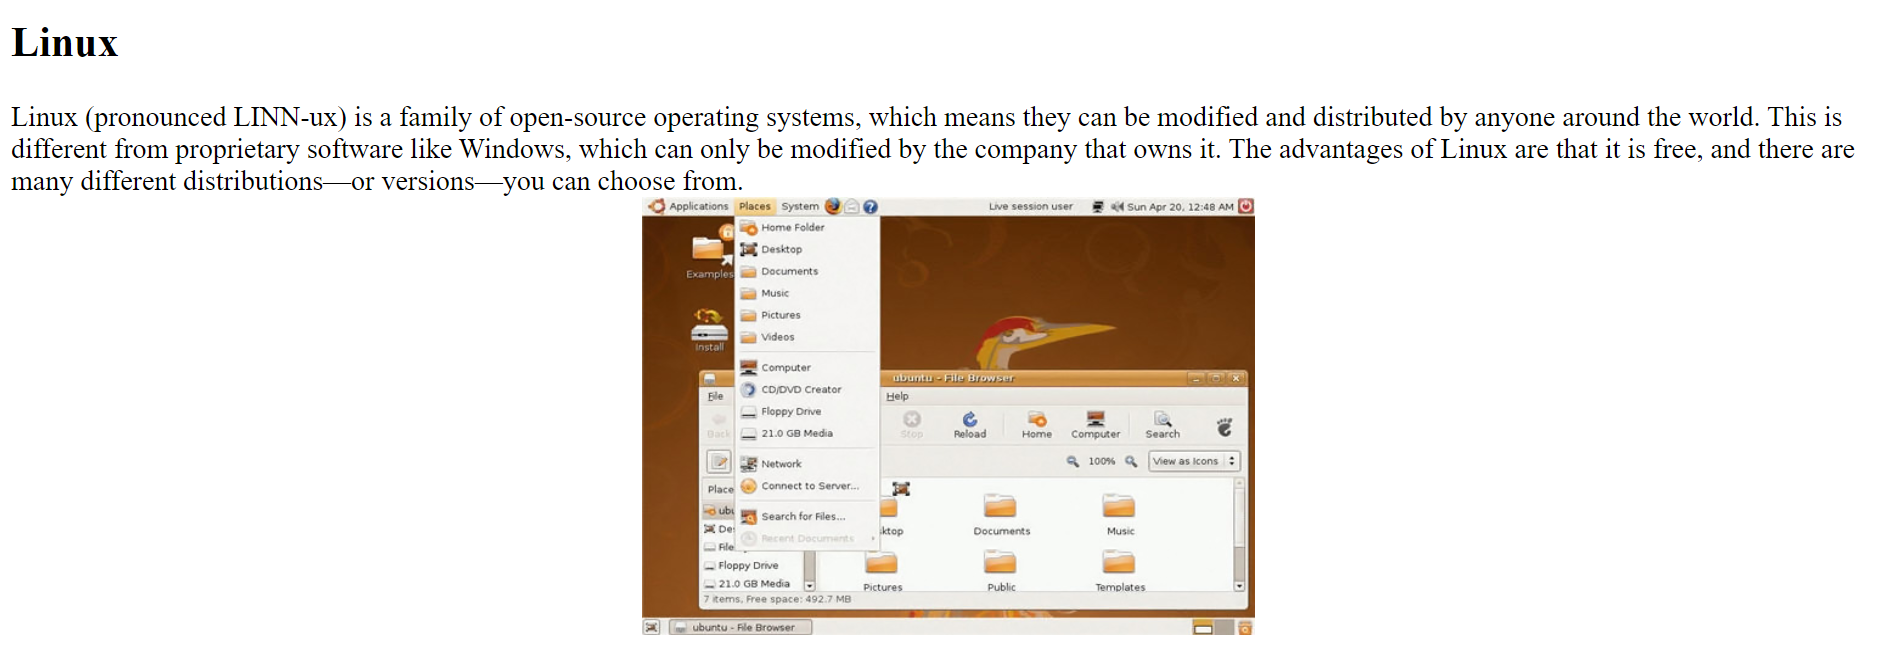 Linux
Linux (pronounced LINN-ux) is a family of open-source operating systems, which means they can be modified and distributed by anyone around the world. This is
different from proprietary software like Windows, which can only be modified by the company that owns it. The advantages of Linux are that it is free, and there are
many different distributions—or versions—you can choose from.
Applications Places System Live session user Sun Apr 20, 12:48 AM
Home Folder
Desktop
Examples
Documents
Music
Pictures
Videos
Install
Computer
CD/DVD Creator
Floppy Drive
21.0 GB Media
Network
Connect to Server...
Search for Files...
Recent Documents
ubuntu - File Browser
File Help
Back Stop Reload Home Computer Search
100% View as Icons
Place
ubu
De
File
Floppy Drive
21.0 GB Media
ktop Documents Music
Pictures Public Templates
7 items, Free space: 492.7 MB
ubuntu - File Browser